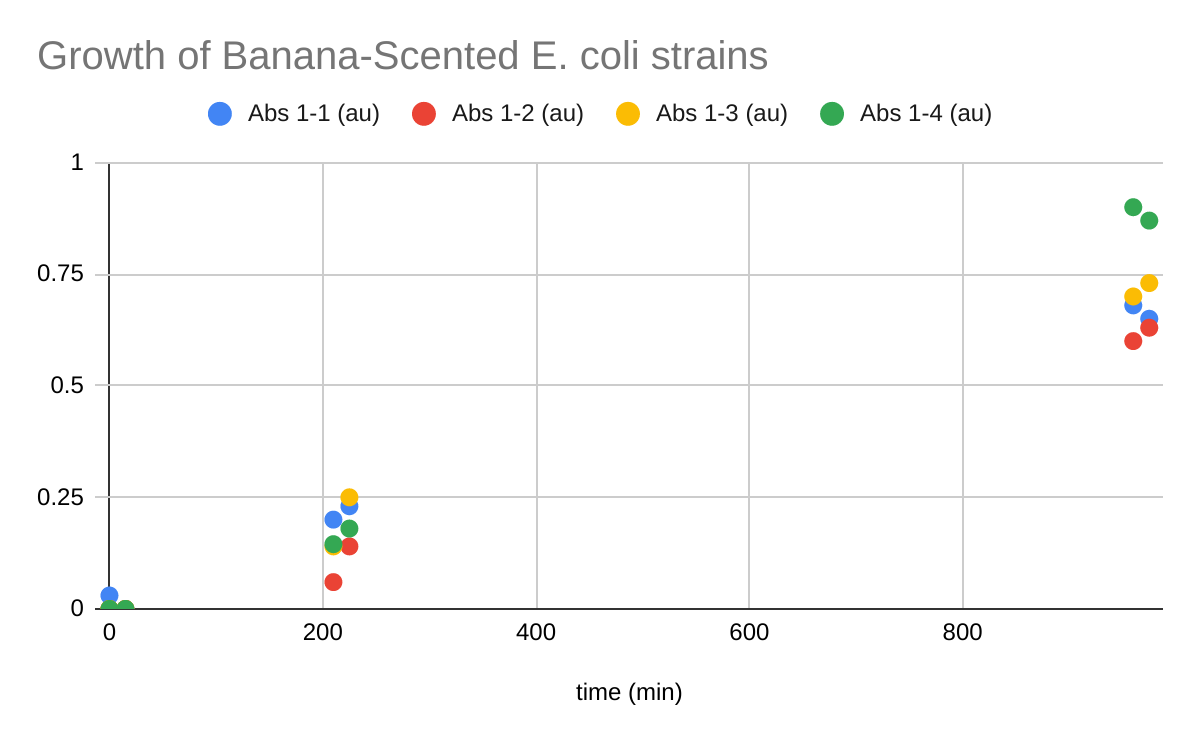 Growth of Banana-Scented E. coli strains
Abs 1-1 (au) Abs 1-2 (au) Abs 1-3 (au) Abs 1-4 (au)
1
0.75
0.5
0.25
0
0 200 400 600 800
time (min)